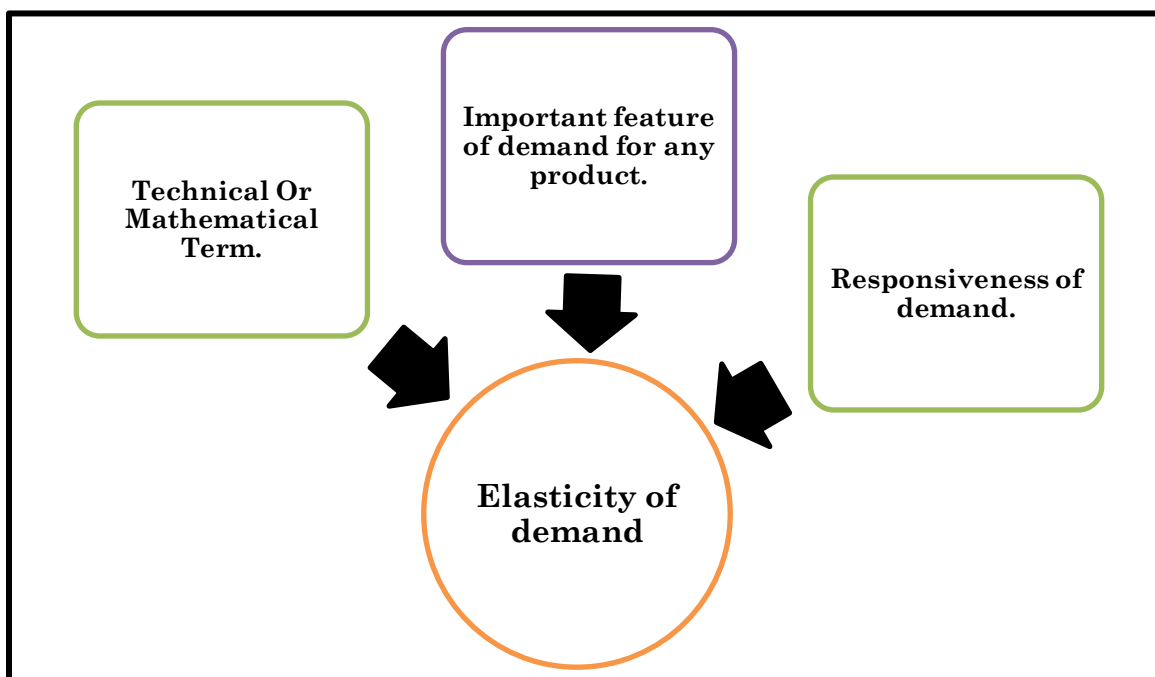 Technical Or
Mathematical
Term.
Important feature
of demand for any
product.
Responsiveness of
demand.
Elasticity of
demand